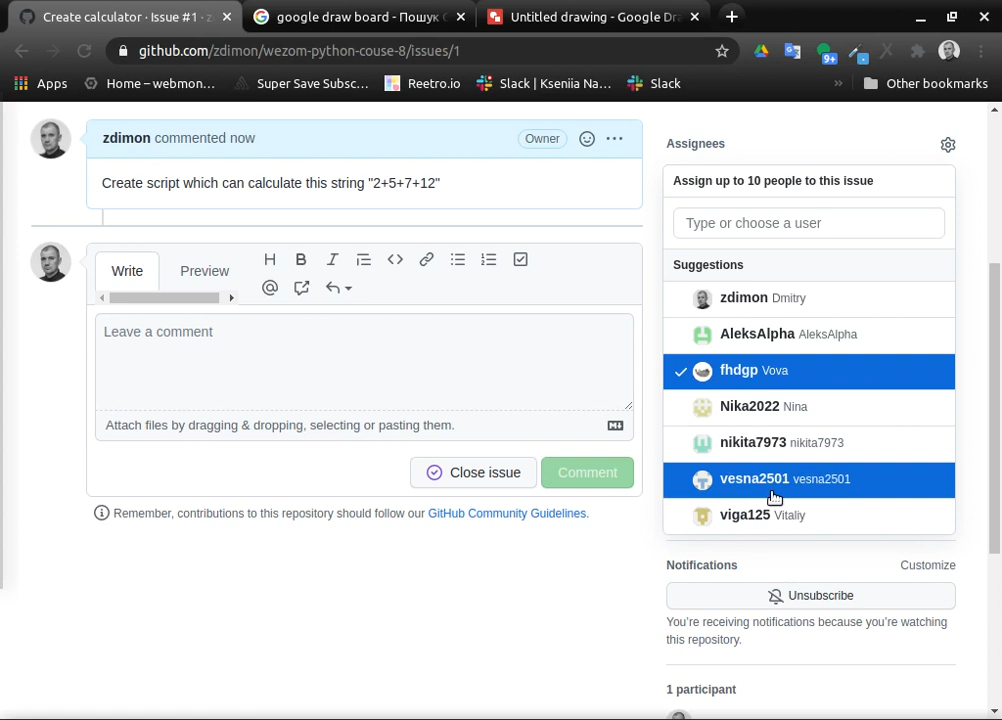 Create calculator · Issue #1 · z
google draw board - Пошук
Untitled drawing - Google Dr
github.com/zdimon/wezom-python-couse-8/issues/1
9+
Apps
Home – webmon...
Super Save Subsc...
Reetro.io
Slack | Kseniia Na...
Slack
»
Other bookmarks
zdimon commented now
Owner
Create script which can calculate this string "2+5+7+12"
Write
Preview
Leave a comment
Attach files by dragging & dropping, selecting or pasting them.
Close issue
Comment
Remember, contributions to this repository should follow our GitHub Community Guidelines.
Assignees
Assign up to 10 people to this issue
Type or choose a user
Suggestions
zdimon Dmitry
AleksAlpha AleksAlpha
fhdgp Vova
Nika2022 Nina
nikita7973 nikita7973
vesna2501 vesna2501
viga125 Vitaliy
Notifications
Customize
Unsubscribe
You're receiving notifications because you're watching
this repository.
1 participant